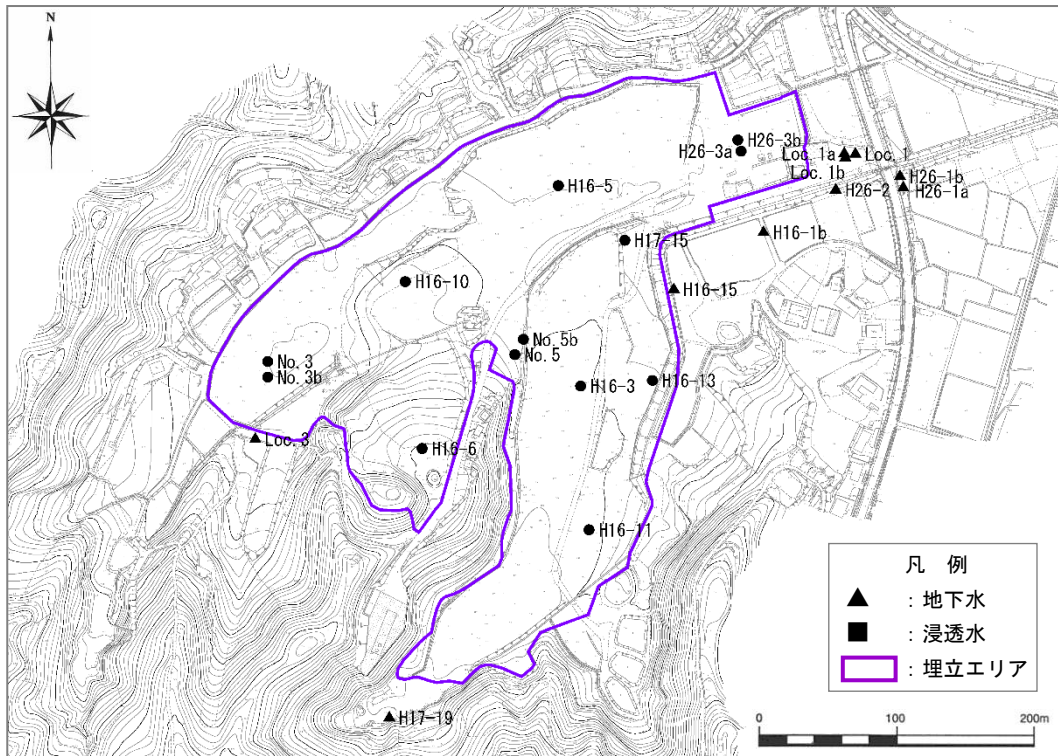 N
H26-3b
H26-3a
Loc. 1a
Loc. 1
Loc. 1b
H26-1b
H26-2
H26-1a
H16-5
H16-1b
H17-15
H16-10
H16-15
No. 5b
No. 5
No. 3
No. 3b
H16-3
H16-13
Loc. 3
H16-6
H16-11
H17-19
凡 例
：地下水
：浸透水
：埋立エリア
0 100 200m